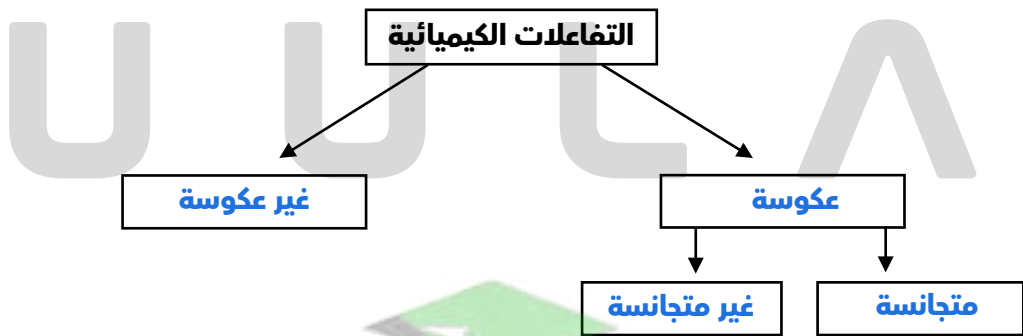 التفاعلات الكيميائية
عكوسة
غير عكوسة
متجانسة
غير متجانسة
U U L A